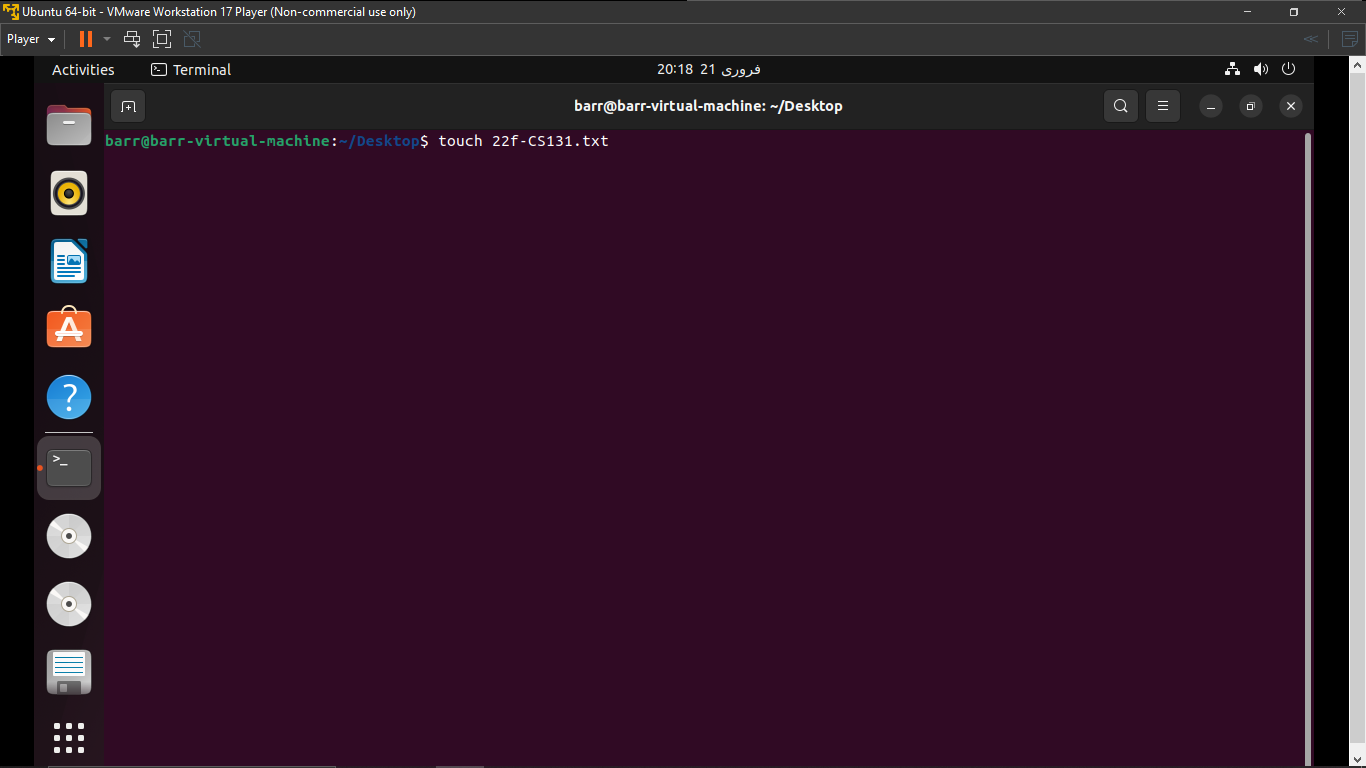 Ubuntu 64-bit - VMware Workstation 17 Player (Non-commercial use only)
Player
Activities
Terminal
20:18 21 فروری
barr@barr-virtual-machine: ~/Desktop
barr@barr-virtual-machine:~/Desktop$ touch 22f-CS131.txt